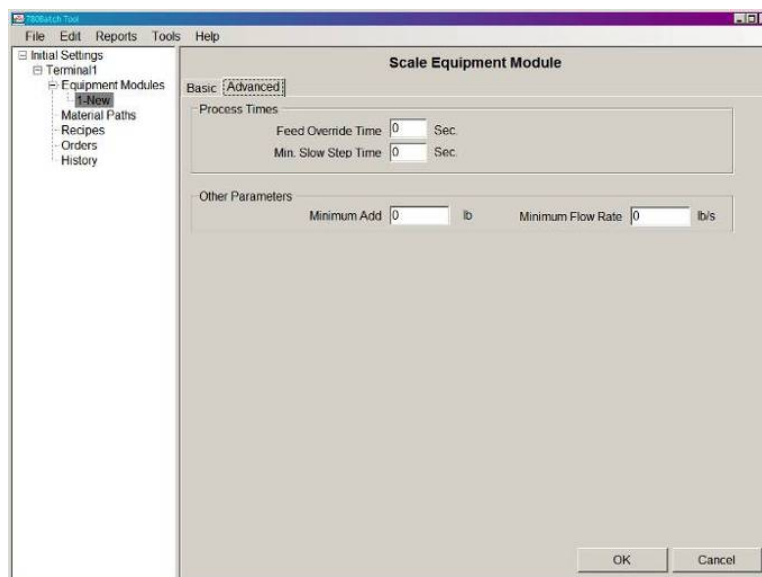 780Batch Tool
File Edit Reports Tools Help
Initial Settings
Terminal1
Equipment Modules
1-New
Material Paths
Recipes
Orders
History
Scale Equipment Module
Basic Advanced
Process Times
Feed Override Time 0 Sec.
Min. Slow Step Time 0 Sec.
Other Parameters
Minimum Add 0 lb Minimum Flow Rate 0 lb/s
OK Cancel